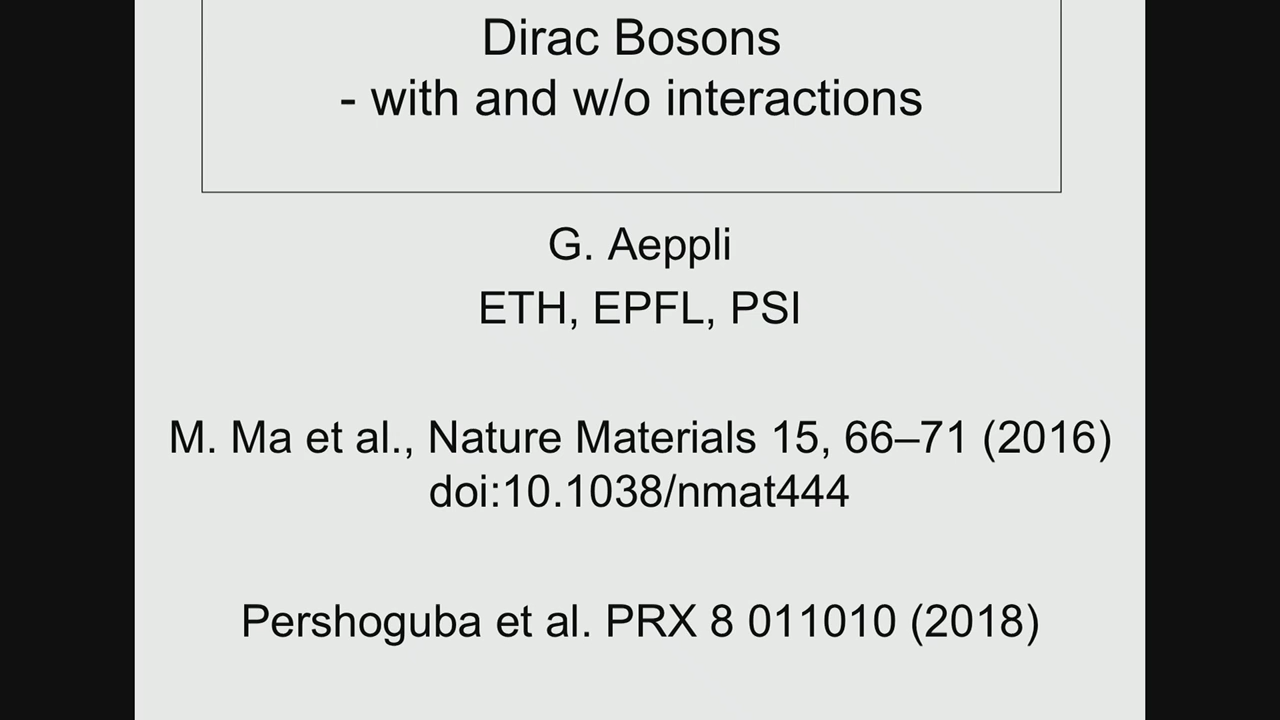 Dirac Bosons
- with and w/o interactions
G. Aeppli
ETH, EPFL, PSI
M. Ma et al., Nature Materials 15, 66–71 (2016)
doi:10.1038/nmat444
Pershoguba et al. PRX 8 011010 (2018)